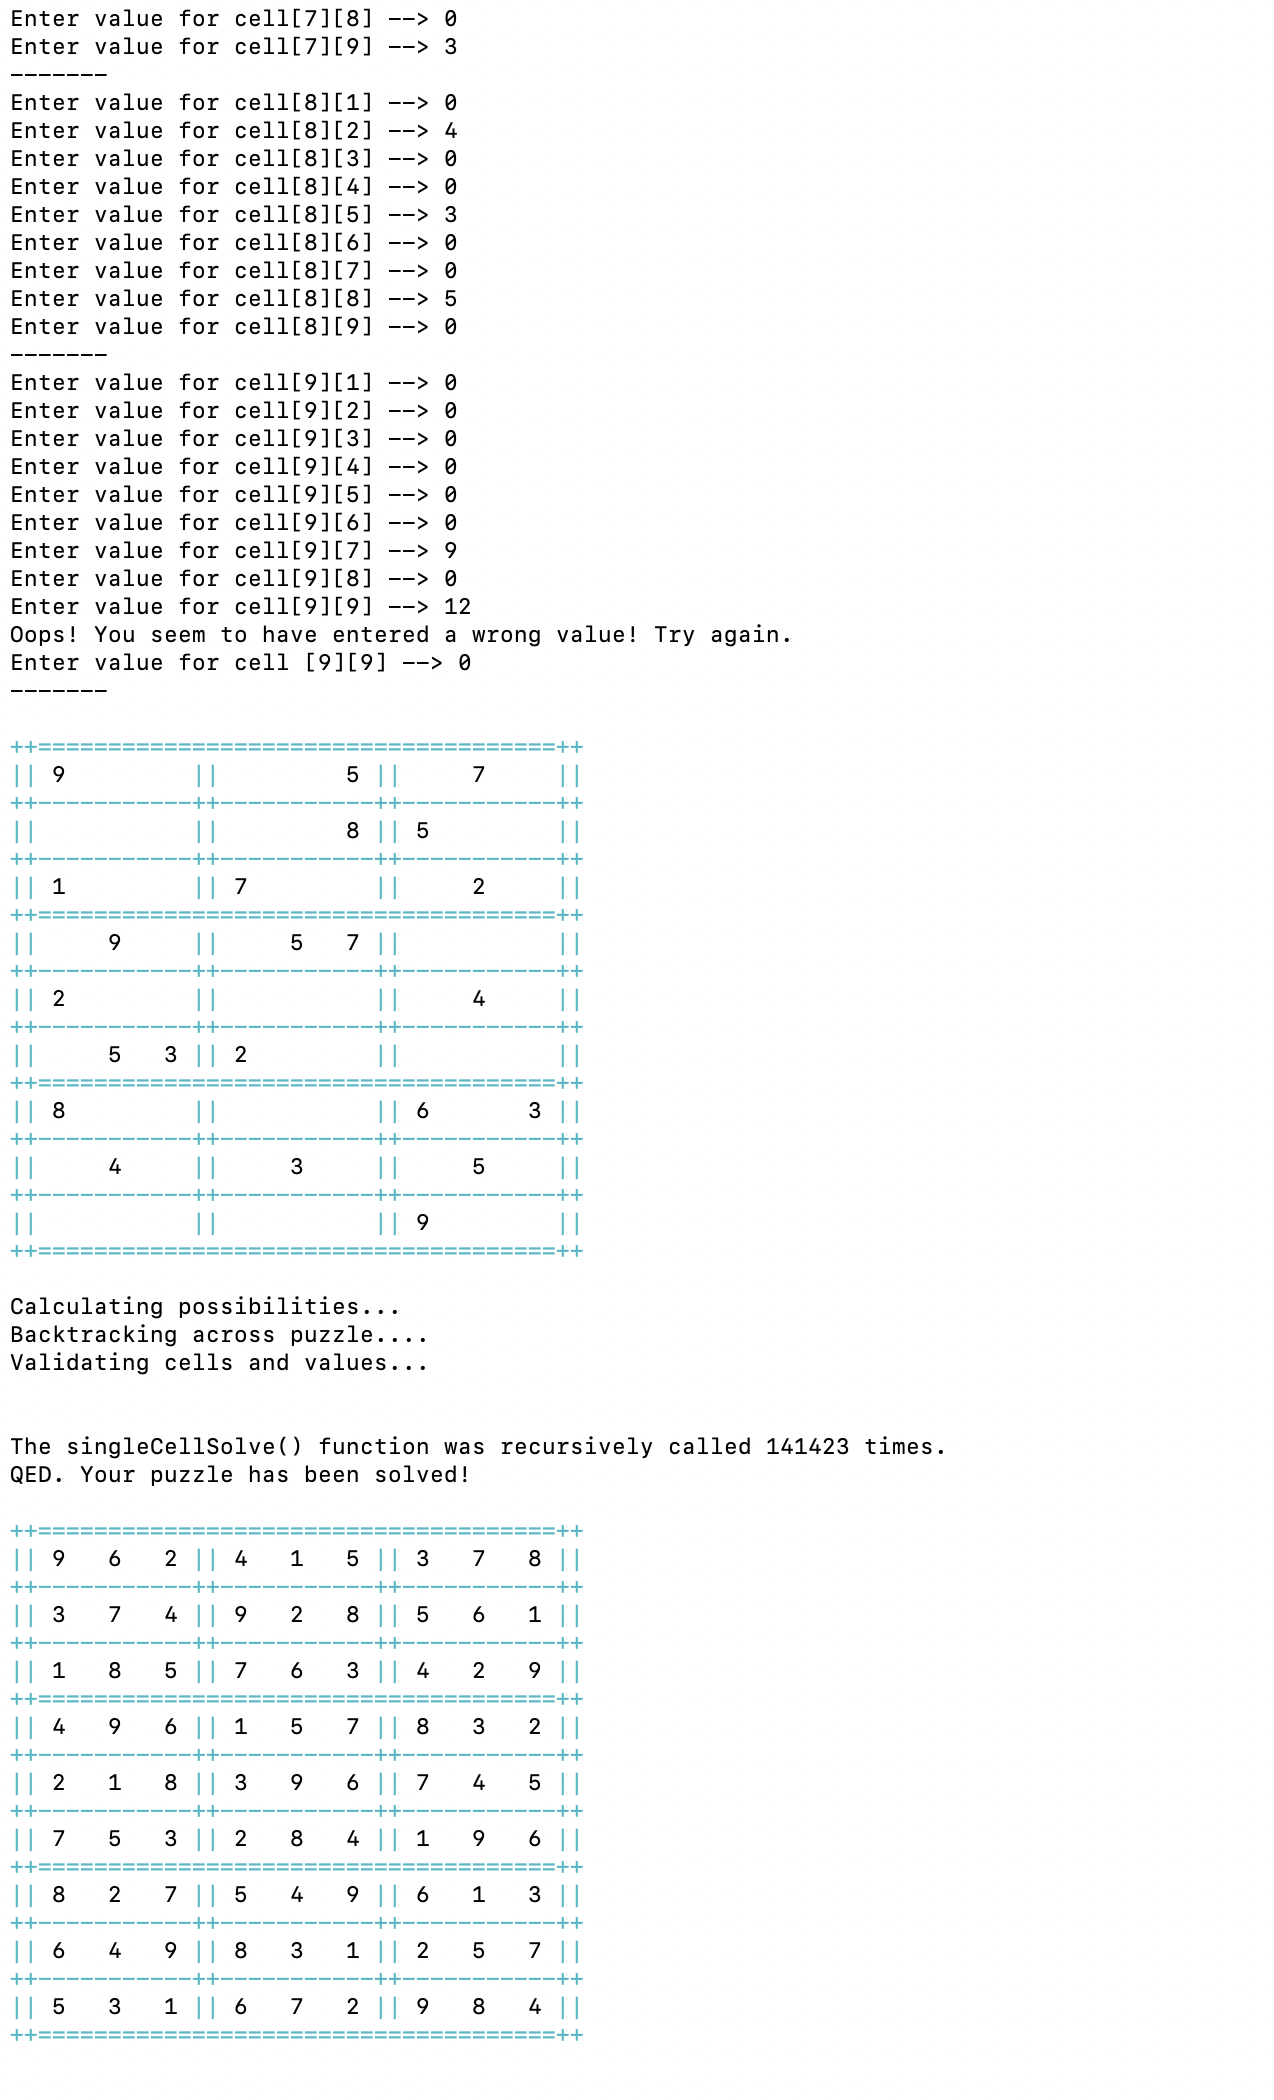 Enter value for cell[7][8] --> 0
Enter value for cell[7][9] --> 3
-------
Enter value for cell[8][1] --> 0
Enter value for cell[8][2] --> 4
Enter value for cell[8][3] --> 0
Enter value for cell[8][4] --> 0
Enter value for cell[8][5] --> 3
Enter value for cell[8][6] --> 0
Enter value for cell[8][7] --> 0
Enter value for cell[8][8] --> 5
Enter value for cell[8][9] --> 0
-------
Enter value for cell[9][1] --> 0
Enter value for cell[9][2] --> 0
Enter value for cell[9][3] --> 0
Enter value for cell[9][4] --> 0
Enter value for cell[9][5] --> 0
Enter value for cell[9][6] --> 0
Enter value for cell[9][7] --> 9
Enter value for cell[9][8] --> 0
Enter value for cell[9][9] --> 12
Oops! You seem to have entered a wrong value! Try again.
Enter value for cell [9][9] --> 0
-------

++=====================================++
|| 9         ||         5 ||     7     ||
++-----------++-----------++-----------++
||           ||         8 || 5         ||
++-----------++-----------++-----------++
|| 1         || 7         ||     2     ||
++=====================================++
||     9     ||     5   7 ||           ||
++-----------++-----------++-----------++
|| 2         ||           ||     4     ||
++-----------++-----------++-----------++
||     5   3 || 2         ||           ||
++=====================================++
|| 8         ||           || 6       3 ||
++-----------++-----------++-----------++
||     4     ||     3     ||     5     ||
++-----------++-----------++-----------++
||           ||           || 9         ||
++=====================================++

Calculating possibilities...
Backtracking across puzzle....
Validating cells and values...

The singleCellSolve() function was recursively called 141423 times.
QED. Your puzzle has been solved!

++=====================================++
|| 9   6   2 || 4   1   5 || 3   7   8 ||
++-----------++-----------++-----------++
|| 3   7   4 || 9   2   8 || 5   6   1 ||
++-----------++-----------++-----------++
|| 1   8   5 || 7   6   3 || 4   2   9 ||
++=====================================++
|| 4   9   6 || 1   5   7 || 8   3   2 ||
++-----------++-----------++-----------++
|| 2   1   8 || 3   9   6 || 7   4   5 ||
++-----------++-----------++-----------++
|| 7   5   3 || 2   8   4 || 1   9   6 ||
++=====================================++
|| 8   2   7 || 5   4   9 || 6   1   3 ||
++-----------++-----------++-----------++
|| 6   4   9 || 8   3   1 || 2   5   7 ||
++-----------++-----------++-----------++
|| 5   3   1 || 6   7   2 || 9   8   4 ||
++=====================================++